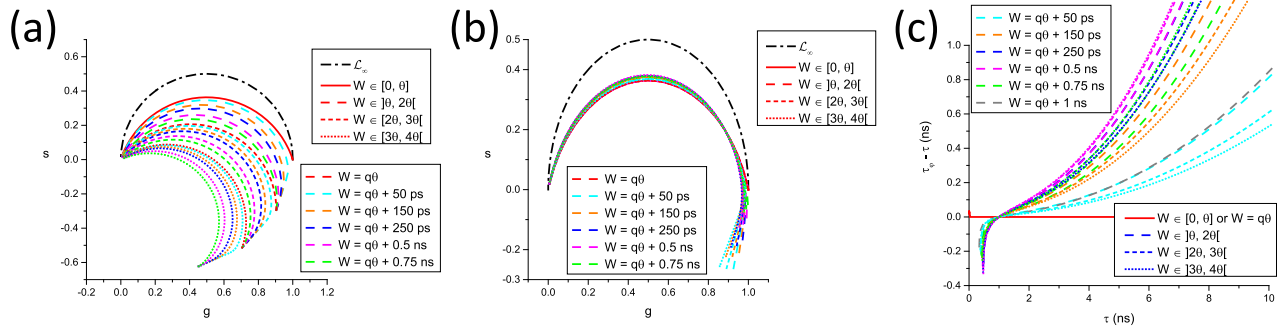 (a)
0.6
0.4
0.2
0.0
-0.2
-0.4
-0.6
s
-0.2
0.0
0.2
0.4
0.6
0.8
1.0
1.2
g
ℒ∞
W ∈ [0, θ]
W ∈ ]θ, 2θ[
W ∈ [2θ, 3θ[
W ∈ [3θ, 4θ[
W = qθ
W = qθ + 50 ps
W = qθ + 150 ps
W = qθ + 250 ps
W = qθ + 0.5 ns
W = qθ + 0.75 ns
(b)
0.5
0.4
0.3
0.2
0.1
0.0
-0.1
-0.2
-0.3
s
0.0
0.2
0.4
0.6
0.8
1.0
g
ℒ∞
W ∈ [0, θ]
W ∈ ]θ, 2θ[
W ∈ [2θ, 3θ[
W ∈ [3θ, 4θ[
W = qθ
W = qθ + 50 ps
W = qθ + 150 ps
W = qθ + 250 ps
W = qθ + 0.5 ns
W = qθ + 0.75 ns
(c)
W = qθ + 50 ps
W = qθ + 150 ps
W = qθ + 250 ps
W = qθ + 0.5 ns
W = qθ + 0.75 ns
W = qθ + 1 ns
1.0
0.8
0.6
0.4
0.2
0.0
-0.2
-0.4
τφ - τ (ns)
0
2
4
6
8
10
τ (ns)
W ∈ [0, θ] or W = qθ
W ∈ ]θ, 2θ[
W ∈ ]2θ, 3θ[
W ∈ ]3θ, 4θ[